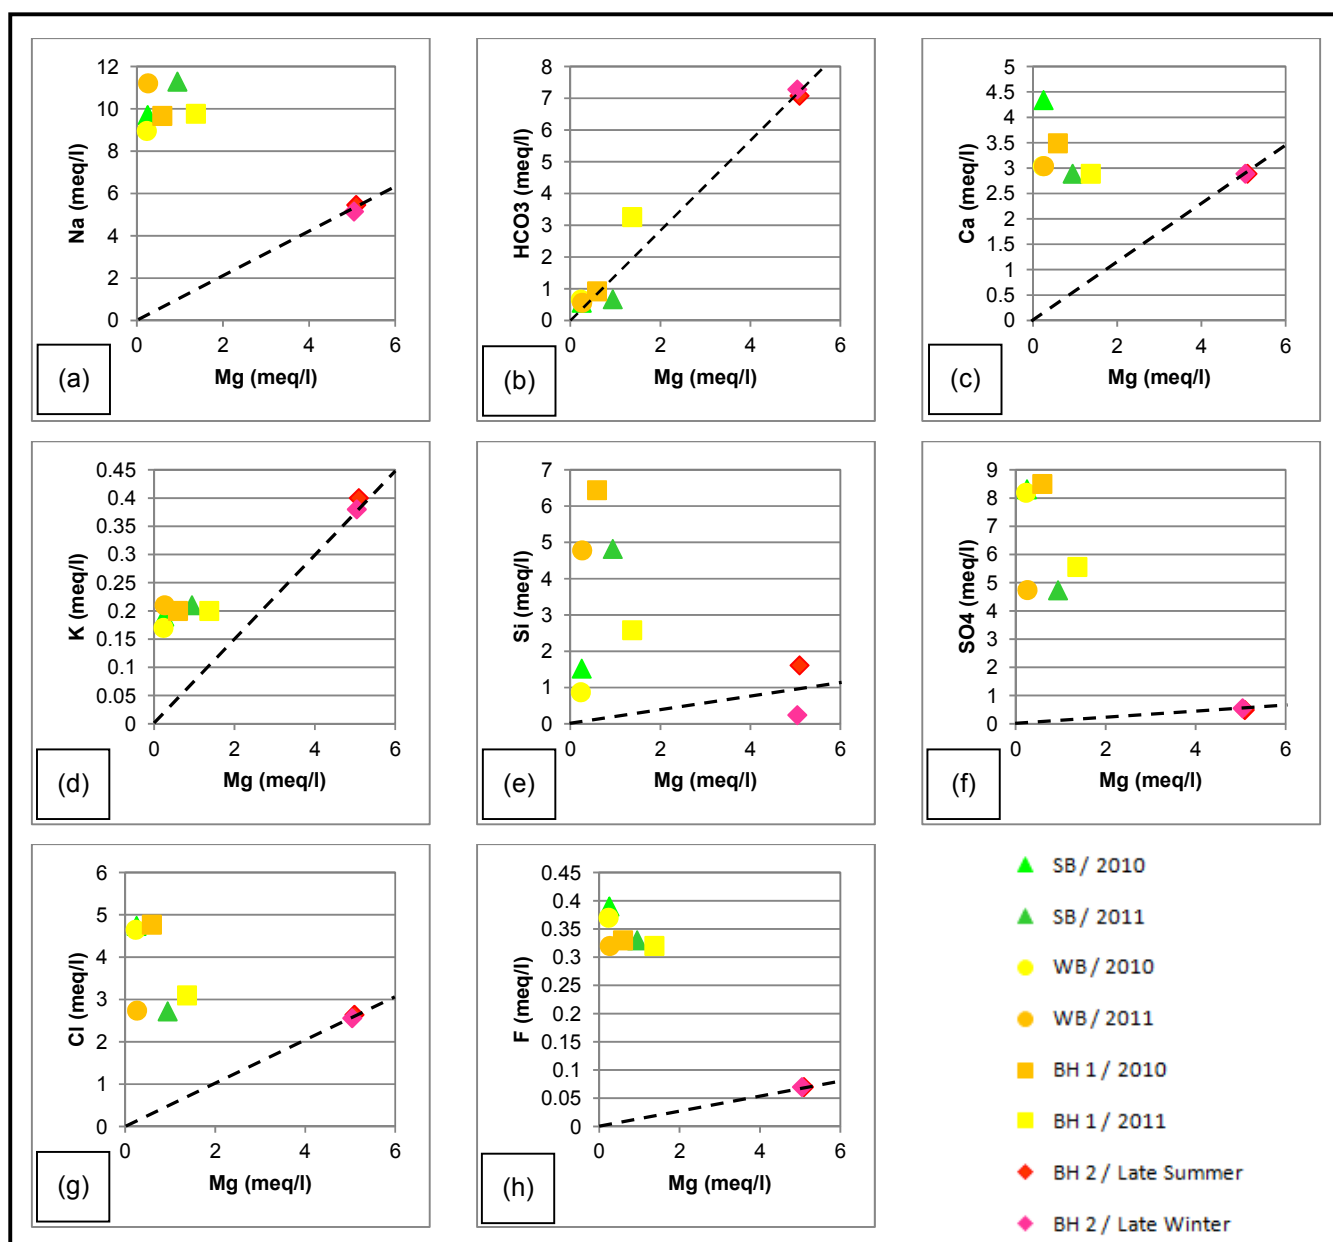 12
10
8
6
4
2
0
Na (meq/l)
0 2 4 6
Mg (meq/l)
(a)
8
7
6
5
4
3
2
1
0
HCO3 (meq/l)
0 2 4 6
Mg (meq/l)
(b)
5
4.5
4
3.5
3
2.5
2
1.5
1
0.5
0
Ca (meq/l)
0 2 4 6
Mg (meq/l)
(c)
0.45
0.4
0.35
0.3
0.25
0.2
0.15
0.1
0.05
0
K (meq/l)
0 2 4 6
Mg (meq/l)
(d)
7
6
5
4
3
2
1
0
Si (meq/l)
0 2 4 6
Mg (meq/l)
(e)
9
8
7
6
5
4
3
2
1
0
SO4 (meq/l)
0 2 4 6
Mg (meq/l)
(f)
6
5
4
3
2
1
0
Cl (meq/l)
0 2 4 6
Mg (meq/l)
(g)
0.45
0.4
0.35
0.3
0.25
0.2
0.15
0.1
0.05
0
F (meq/l)
0 2 4 6
Mg (meq/l)
(h)
SB / 2010
SB / 2011
WB / 2010
WB / 2011
BH 1 / 2010
BH 1 / 2011
BH 2 / Late Summer
BH 2 / Late Winter